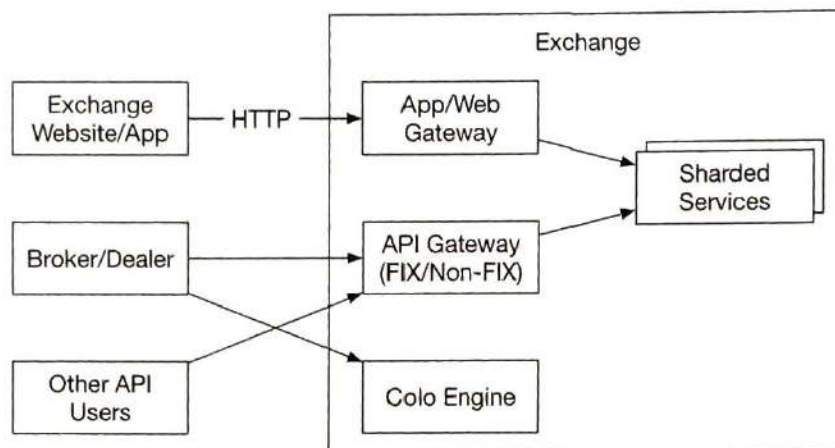 Exchange
Exchange
Website/App
HTTP
App/Web
Gateway
Sharded
Services
Broker/Dealer
API Gateway
(FIX/Non-FIX)
Other API
Users
Colo Engine